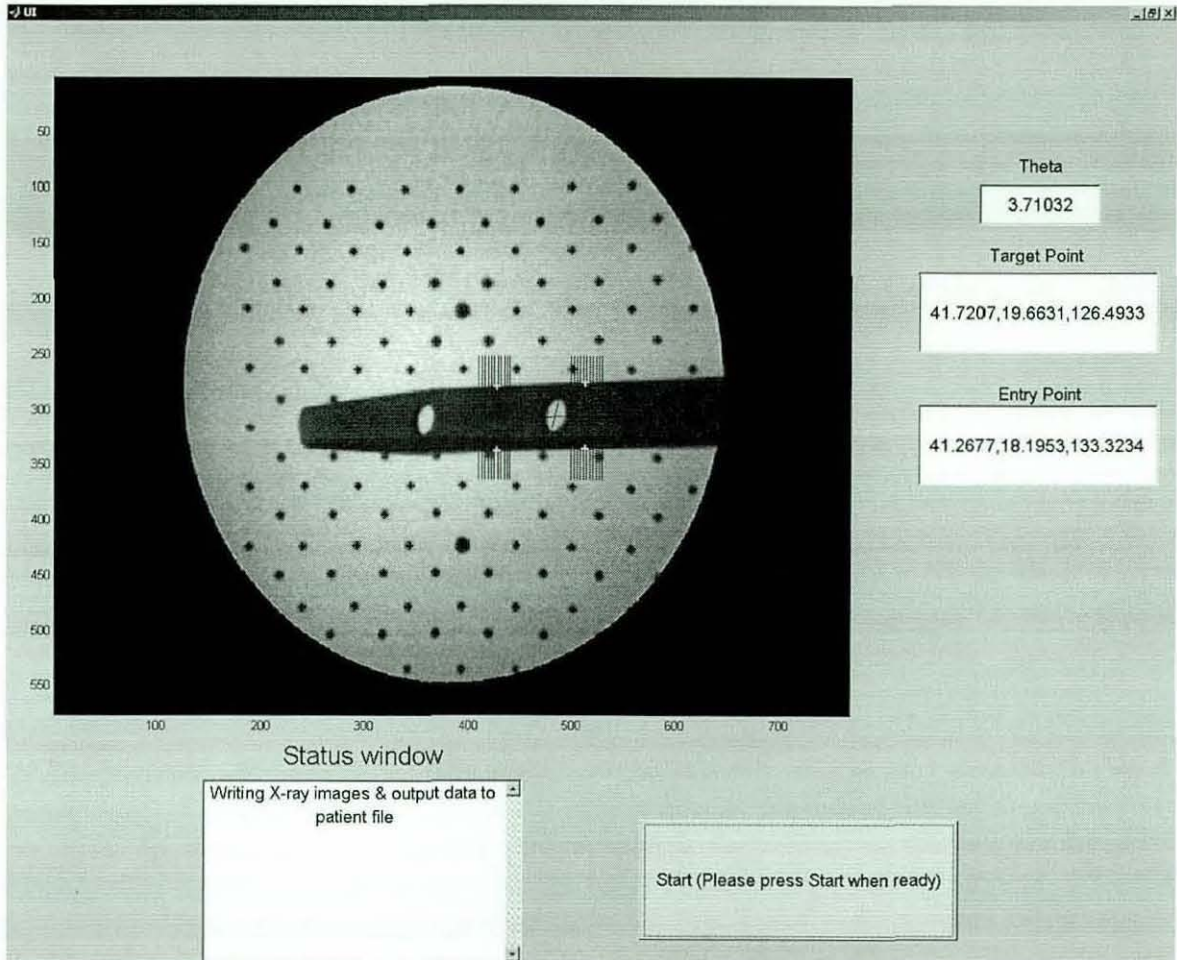 UI
50
100
150
200
250
300
350
400
450
500
550
100 200 300 400 500 600 700
Theta
3.71032
Target Point
41.7207,19.6631,126.4933
Entry Point
41.2677,18.1953,133.3234
Status window
Writing X-ray images & output data to
patient file
Start (Please press Start when ready)